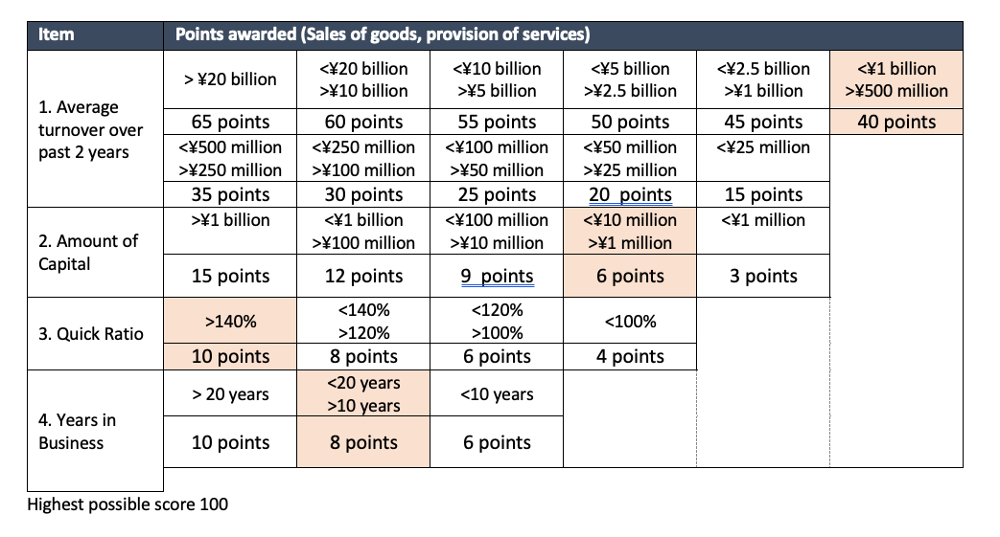 Item Points awarded (Sales of goods, provision of services)
1. Average
turnover over
past 2 years
> ¥20 billion
<¥20 billion
>¥10 billion
<¥10 billion
>¥5 billion
<¥5 billion
>¥2.5 billion
<¥2.5 billion
>¥1 billion
<¥1 billion
>¥500 million
65 points 60 points 55 points 50 points 45 points 40 points
<¥500 million
>¥250 million
<¥250 million
>¥100 million
<¥100 million
>¥50 million
<¥50 million
>¥25 million
<¥25 million
35 points 30 points 25 points 20 points 15 points
2. Amount of
Capital
>¥1 billion
<¥1 billion
>¥100 million
<¥100 million
>¥10 million
<¥10 million
>¥1 million
<¥1 million
15 points 12 points 9 points 6 points 3 points
3. Quick Ratio
>140%
<140%
>120%
<120%
>100%
<100%
10 points 8 points 6 points 4 points
4. Years in
Business
> 20 years
<20 years
>10 years
<10 years
10 points 8 points 6 points
Highest possible score 100